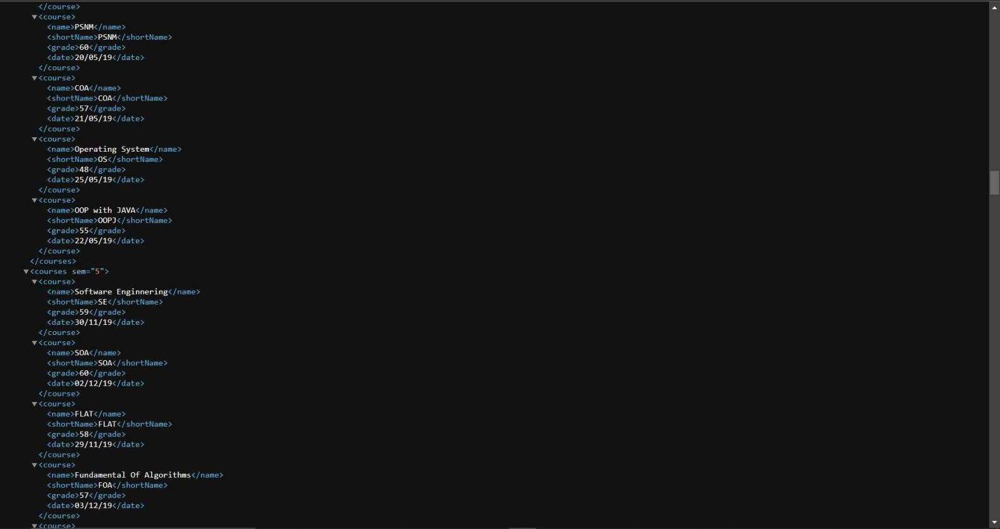 </course>
▼<course>
<name>PSNM</name>
<shortName>PSNM</shortName>
<grade>60</grade>
<date>20/05/19</date>
</course>
▼<course>
<name>COA</name>
<shortName>COA</shortName>
<grade>57</grade>
<date>21/05/19</date>
</course>
▼<course>
<name>Operating System</name>
<shortName>OS</shortName>
<grade>48</grade>
<date>25/05/19</date>
</course>
▼<course>
<name>OOP with JAVA</name>
<shortName>OOPJ</shortName>
<grade>55</grade>
<date>22/05/19</date>
</course>
</courses>
▼<courses sem="5">
▼<course>
<name>Software Enginnering</name>
<shortName>SE</shortName>
<grade>59</grade>
<date>30/11/19</date>
</course>
▼<course>
<name>SOA</name>
<shortName>SOA</shortName>
<grade>60</grade>
<date>02/12/19</date>
</course>
▼<course>
<name>FLAT</name>
<shortName>FLAT</shortName>
<grade>58</grade>
<date>29/11/19</date>
</course>
▼<course>
<name>Fundamental Of Algorithms</name>
<shortName>FOA</shortName>
<grade>57</grade>
<date>03/12/19</date>
</course>
▼<course>